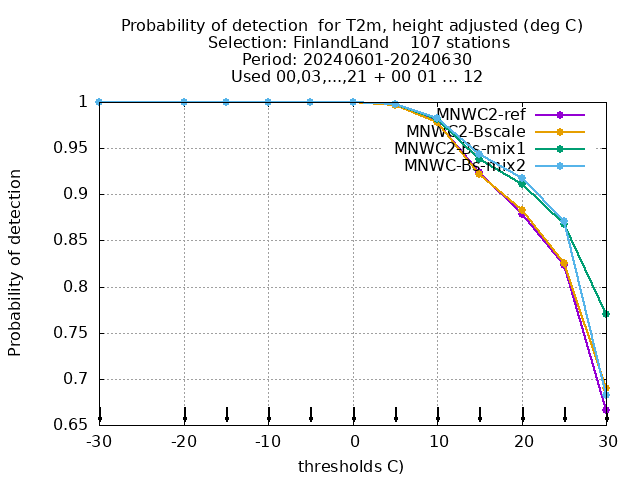 Probability of detection  for T2m, height adjusted (deg C)
Selection: FinlandLand    107 stations
Period: 20240601-20240630
Used 00,03,...,21 + 00 01 ... 12
MNWC2-ref
MNWC2-Bscale
MNWC2-Bs-mix1
MNWC-Bs-mix2
1
0.95
0.9
0.85
0.8
0.75
0.7
0.65
Probability of detection
-30 -20 -10 0 10 20 30
thresholds C)